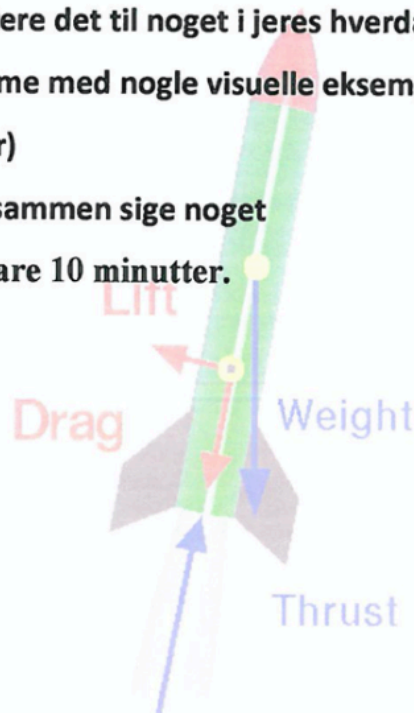 ere det til noget i jeres hverda
me med nogle visuelle eksem
r)
sammen sige noget
are 10 minutter.
Lift
Drag
Weight
Thrust